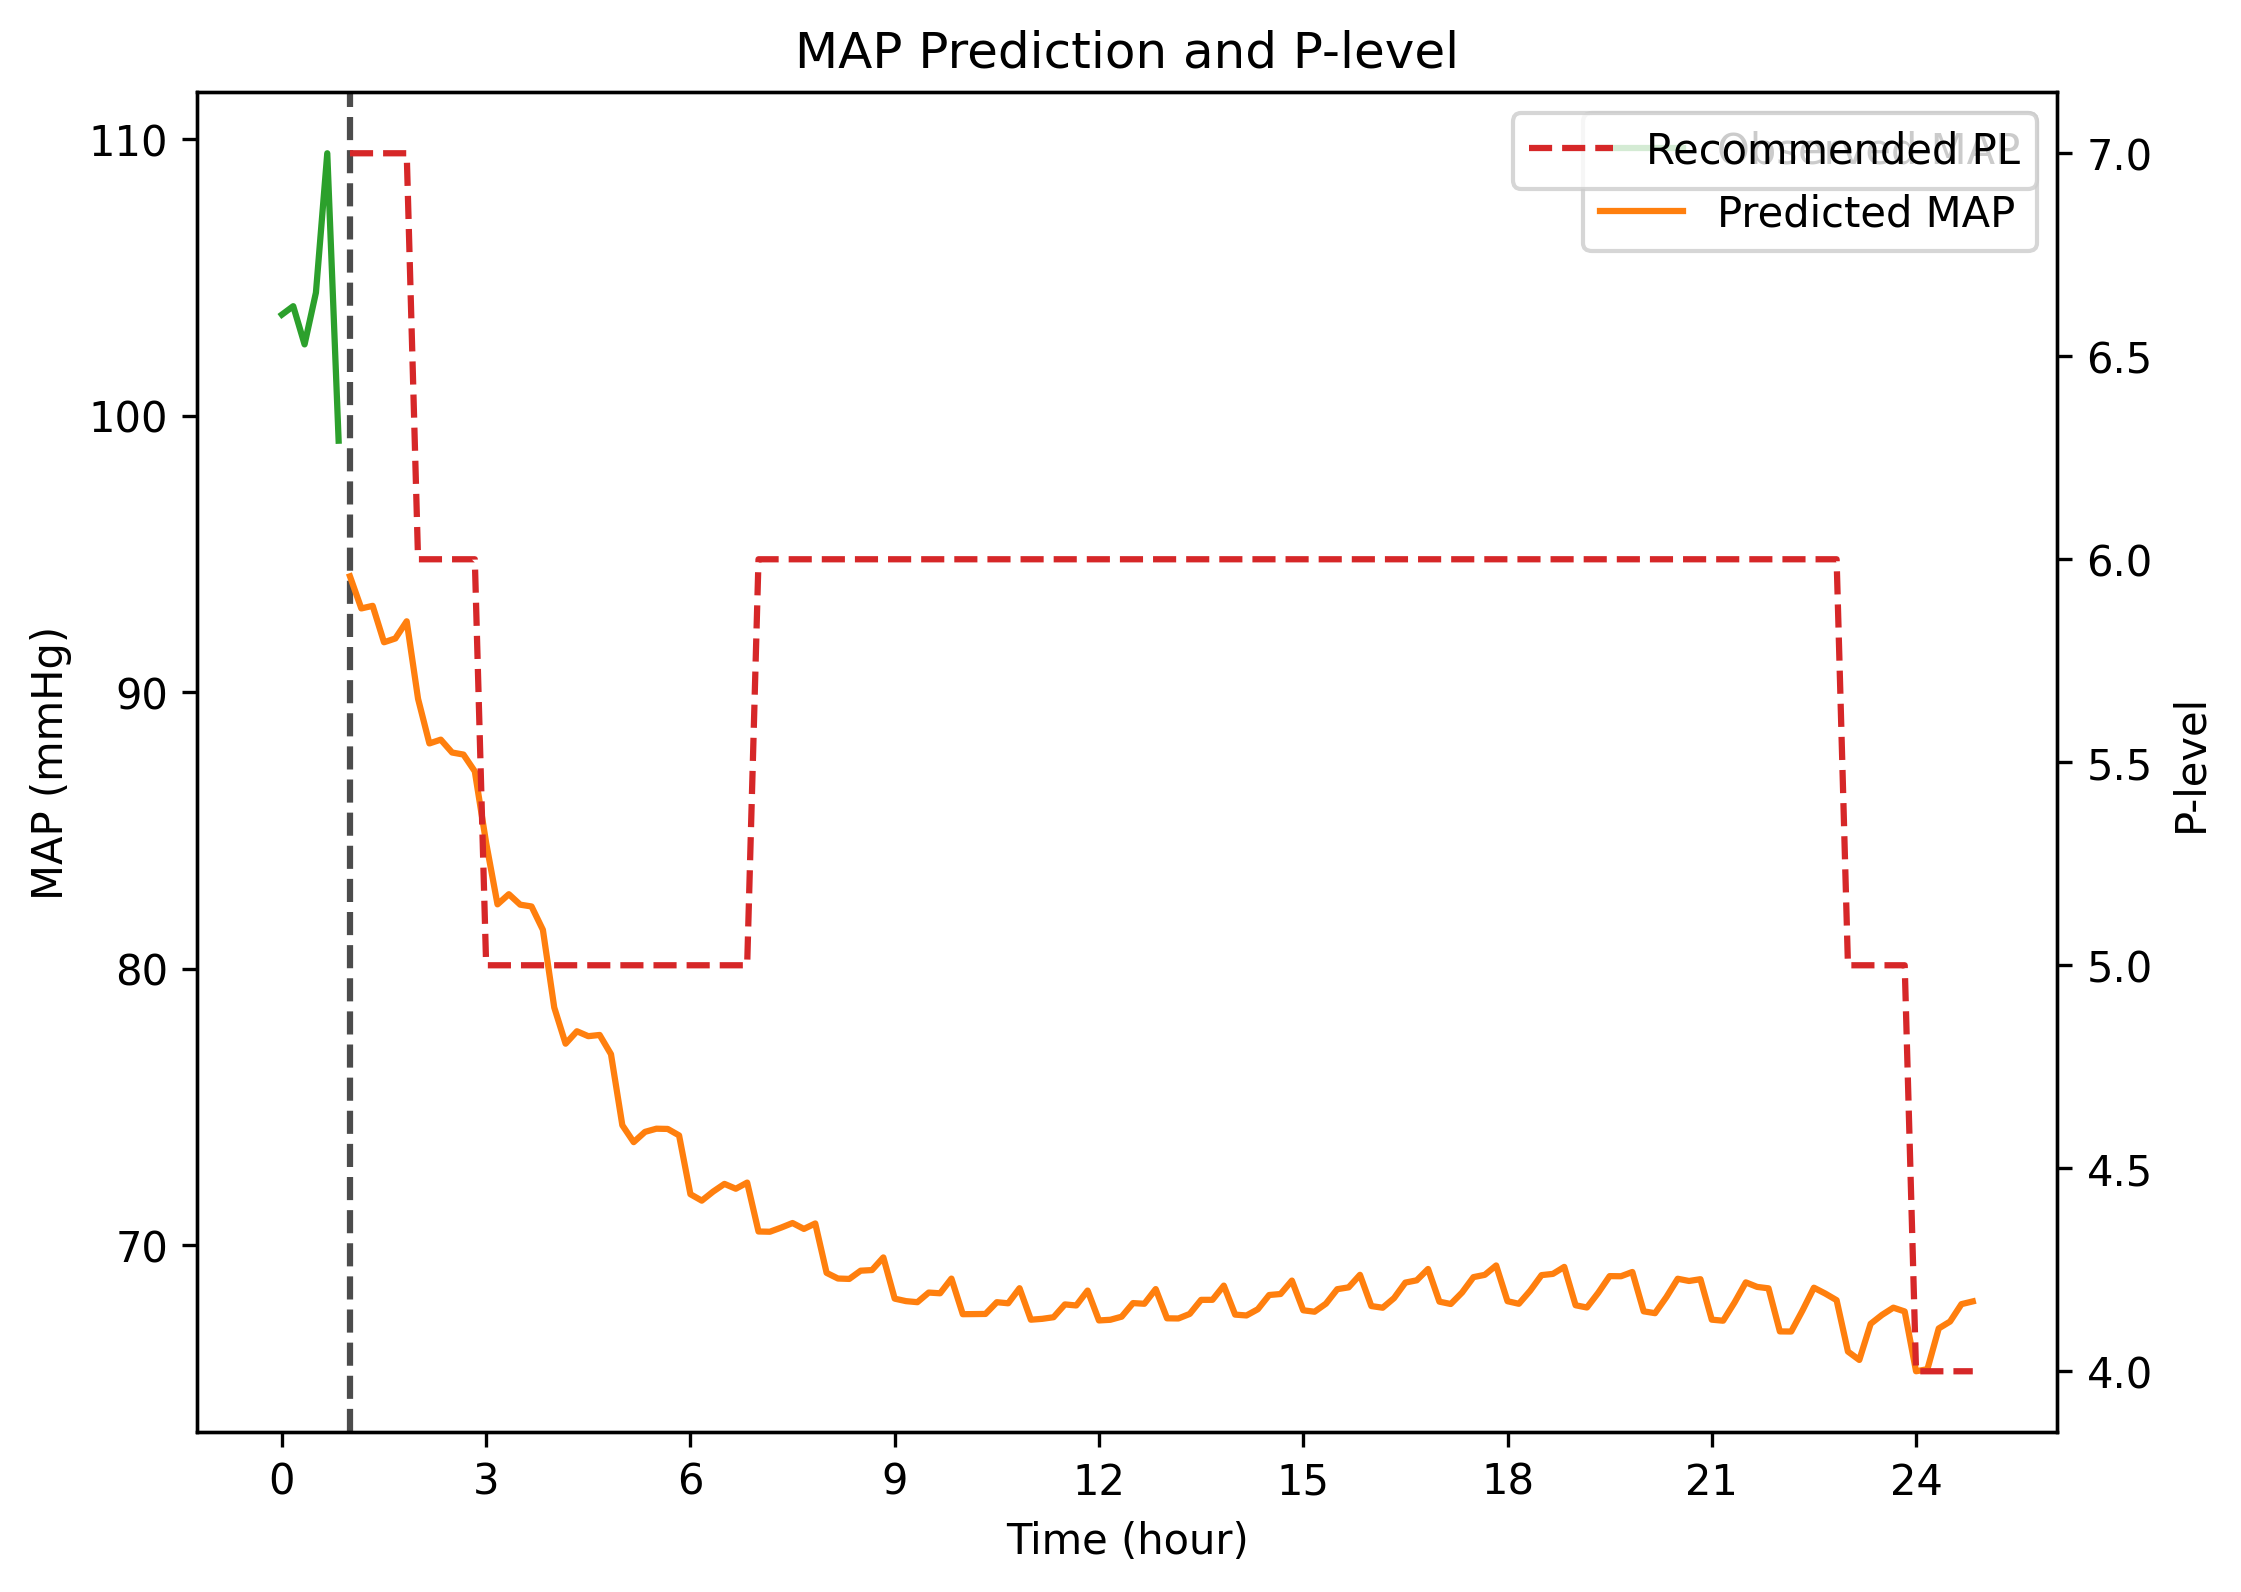 MAP Prediction and P-level
110
100
90
80
70
MAP (mmHg)
Recommended PL
Observed MAP
Predicted MAP
7.0
6.5
6.0
5.5
5.0
4.5
4.0
P-level
0 3 6 9 12 15 18 21 24
Time (hour)